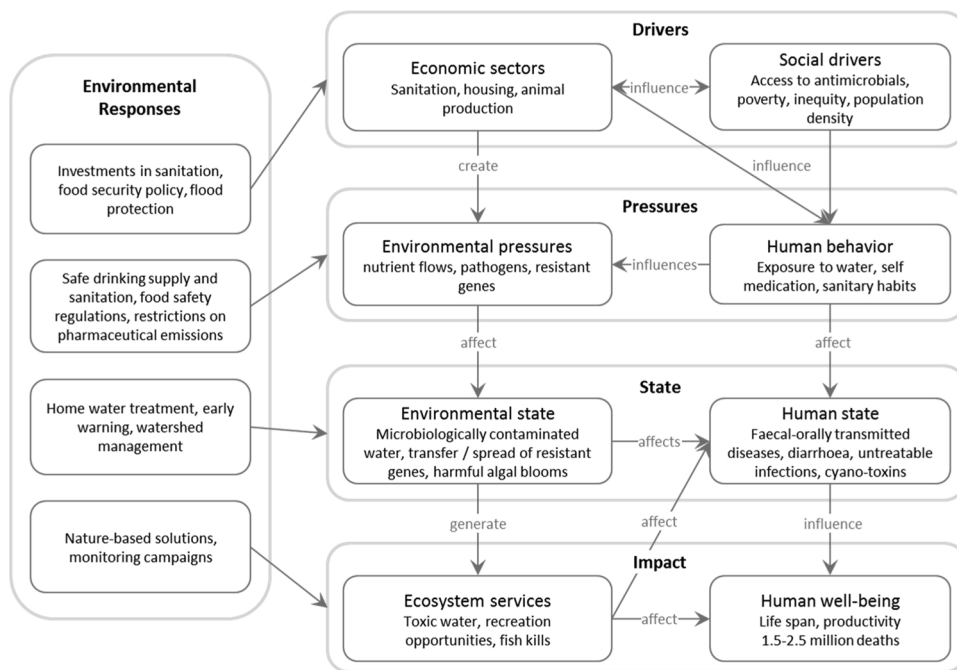 Environmental
Responses
Investments in sanitation,
food security policy, flood
protection
Safe drinking supply and
sanitation, food safety
regulations, restrictions on
pharmaceutical emissions
Home water treatment, early
warning, watershed
management
Nature-based solutions,
monitoring campaigns
Drivers
Economic sectors
Sanitation, housing, animal
production
influence
Social drivers
Access to antimicrobials,
poverty, inequity, population
density
create
influence
Pressures
Environmental pressures
nutrient flows, pathogens, resistant
genes
influences
Human behavior
Exposure to water, self
medication, sanitary habits
affect
affect
State
Environmental state
Microbiologically contaminated
water, transfer / spread of resistant
genes, harmful algal blooms
affects
Human state
Faecal-orally transmitted
diseases, diarrhoea, untreatable
infections, cyano-toxins
generate
affect
influence
Impact
Ecosystem services
Toxic water, recreation
opportunities, fish kills
affect
Human well-being
Life span, productivity
1.5-2.5 million deaths